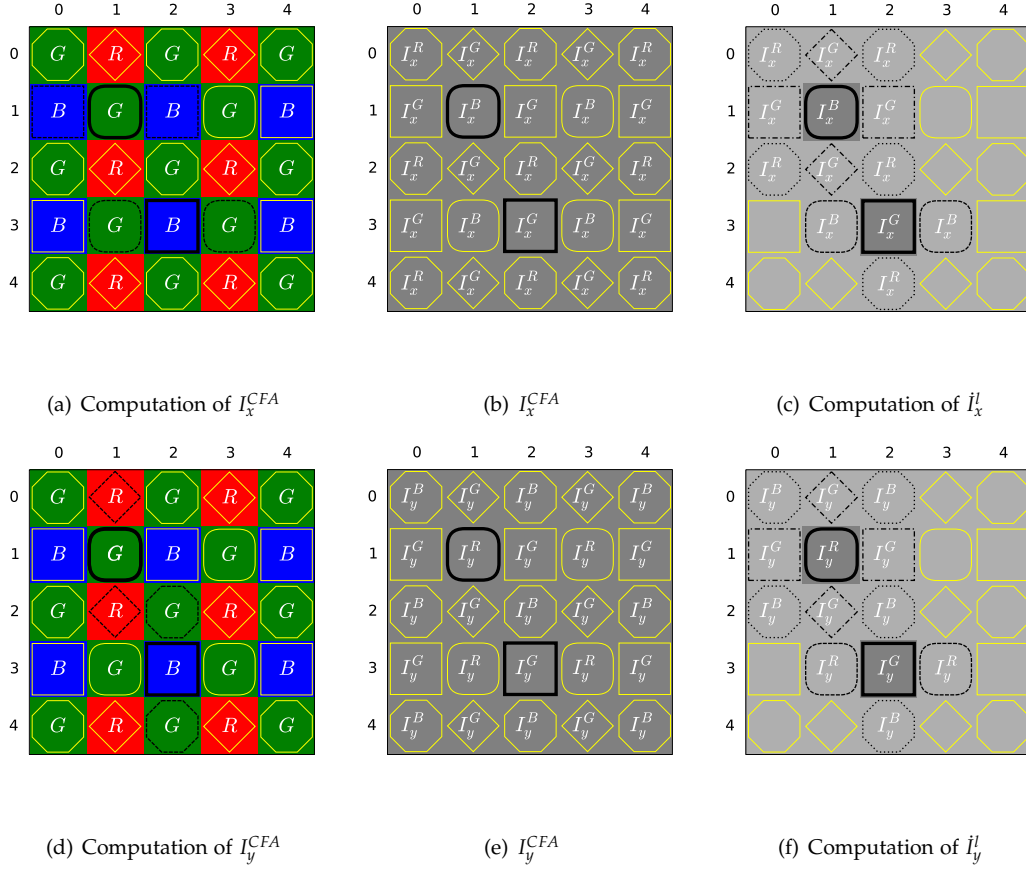 0 1 2 3 4 0 1 2 3 4 0 1 2 3 4
0 G R G R G 0 I_x^R I_x^G I_x^R I_x^G I_x^R 0 I_x^R I_x^G I_x^R
1 B G B G B 1 I_x^G I_x^B I_x^G I_x^B I_x^G 1 I_x^G I_x^B I_x^G
2 G R G R G 2 I_x^R I_x^G I_x^R I_x^G I_x^R 2 I_x^R I_x^G I_x^R
3 B G B G B 3 I_x^G I_x^B I_x^G I_x^B I_x^G 3 I_x^B I_x^G I_x^B
4 G R G R G 4 I_x^R I_x^G I_x^R I_x^G I_x^R 4 I_x^R
(a) Computation of I_x^{CFA} (b) I_x^{CFA} (c) Computation of İ_x^l
0 1 2 3 4 0 1 2 3 4 0 1 2 3 4
0 G R G R G 0 I_y^B I_y^G I_y^B I_y^G I_y^B 0 I_y^B I_y^G I_y^B
1 B G B G B 1 I_y^G I_y^R I_y^G I_y^R I_y^G 1 I_y^G I_y^R I_y^G
2 G R G R G 2 I_y^B I_y^G I_y^B I_y^G I_y^B 2 I_y^B I_y^G I_y^B
3 B G B G B 3 I_y^G I_y^R I_y^G I_y^R I_y^G 3 I_y^R I_y^G I_y^R
4 G R G R G 4 I_y^B I_y^G I_y^B I_y^G I_y^B 4 I_y^B
(d) Computation of I_y^{CFA} (e) I_y^{CFA} (f) Computation of İ_y^l